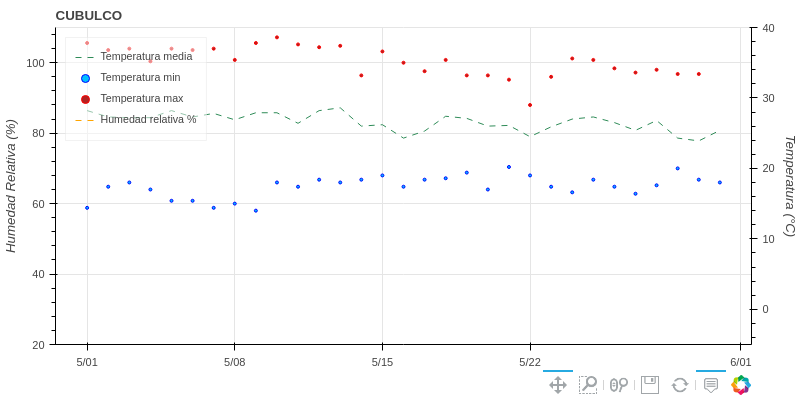 CUBULCO
Temperatura media
Temperatura min
Temperatura max
Humedad relativa %
Humedad Relativa (%)
100
80
60
40
20
Temperatura (°C)
40
30
20
10
0
5/01
5/08
5/15
5/22
6/01